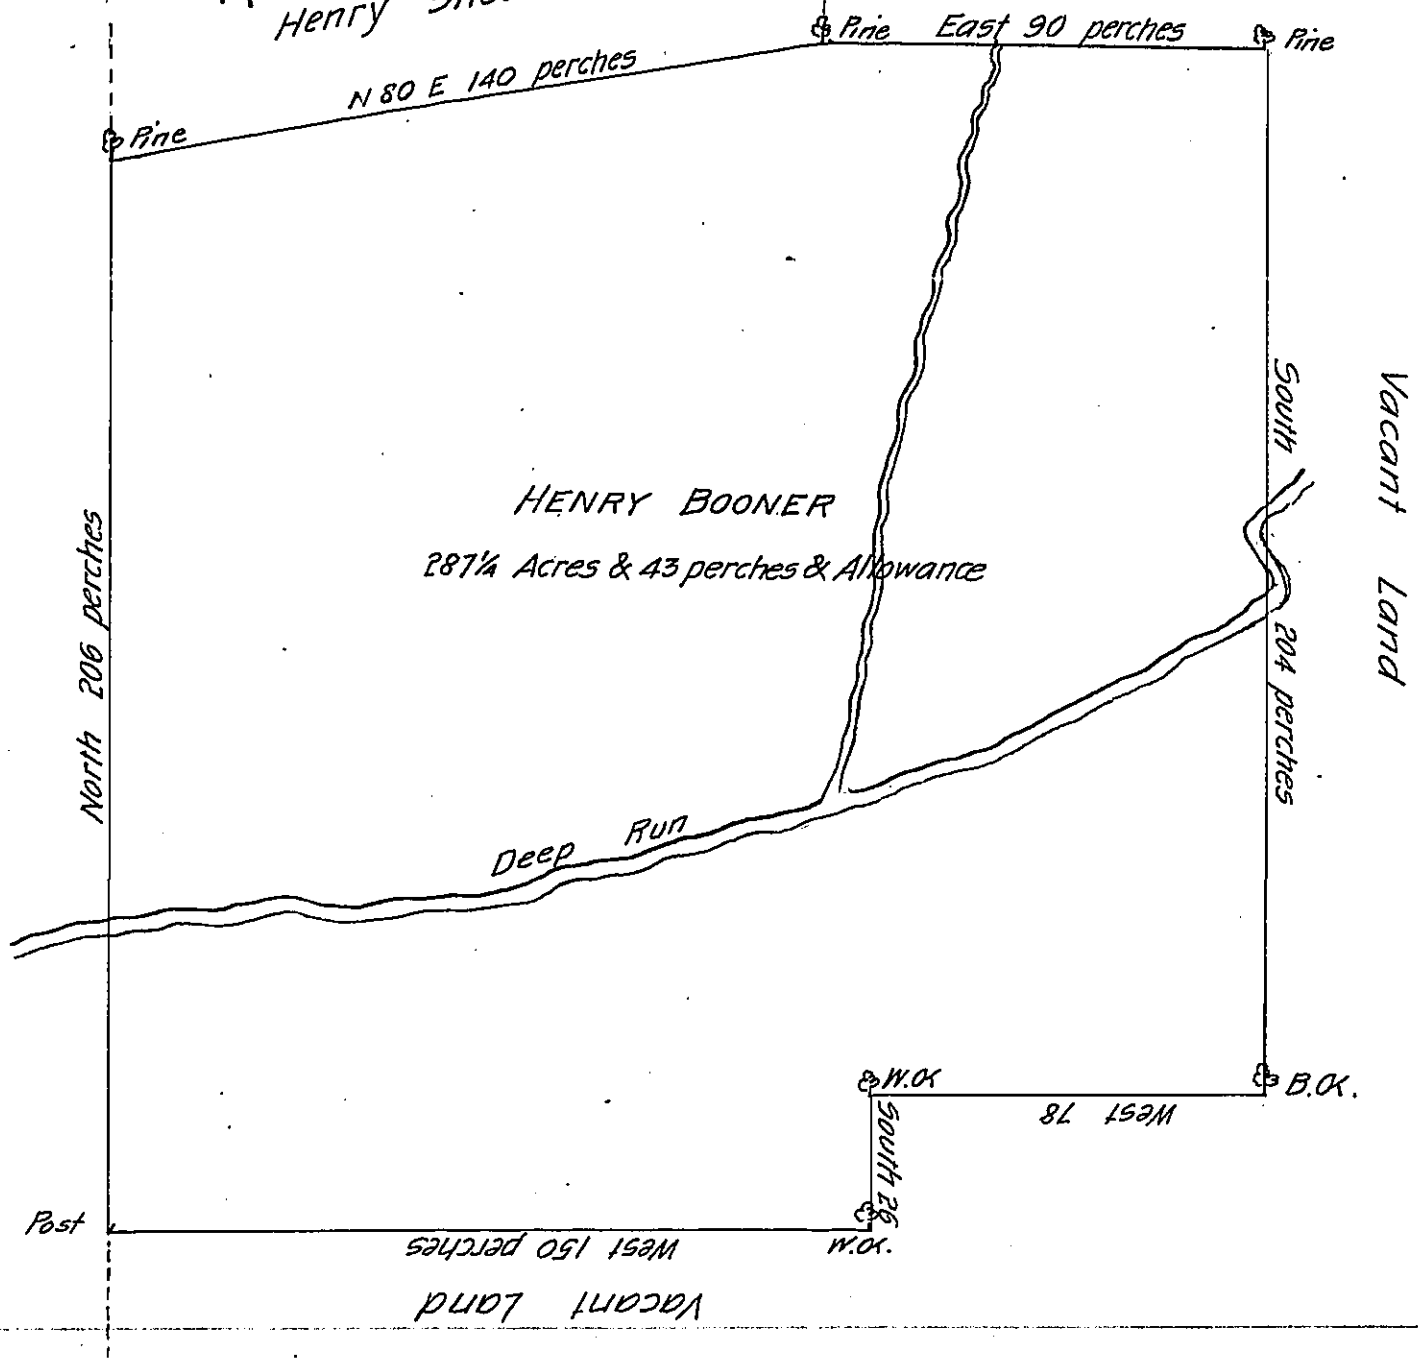 Henry
Pine
East 90 perches
Pine
N 80 E 140 perches
Pine
South 204 perches
Vacant Land
HENRY BOONER
287¼ Acres & 43 perches & Allowance
North 206 perches
Deep Run
W.OK
B.OK.
West 78
South 26
Post
West 150 perches
W.OK.
Vacant Land